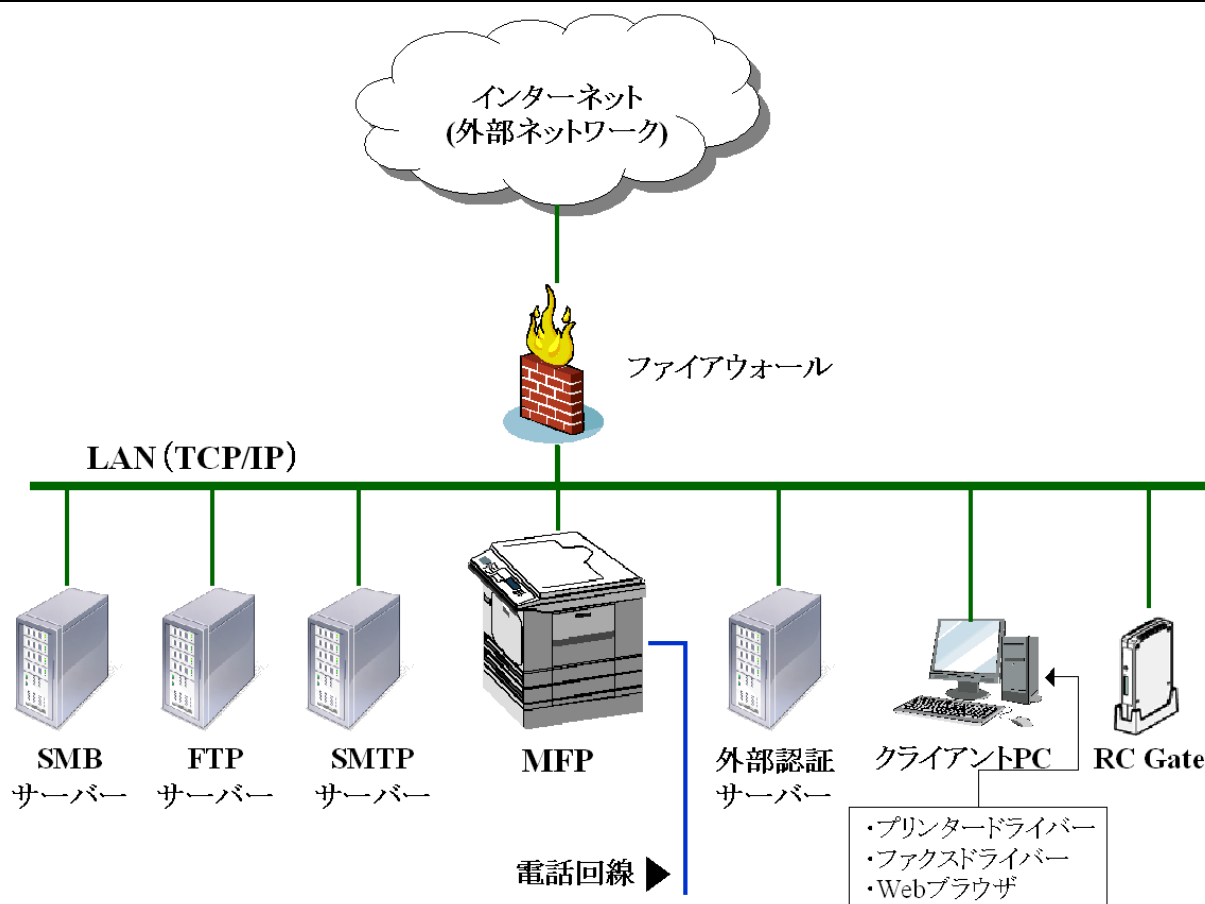 インターネット
(外部ネットワーク)
ファイアウォール
LAN（TCP/IP）
SMB
サーバー
FTP
サーバー
SMTP
サーバー
MFP
外部認証
サーバー
クライアントPC
RC Gate
電話回線
・プリンタードライバー
・ファクスドライバー
・Webブラウザ